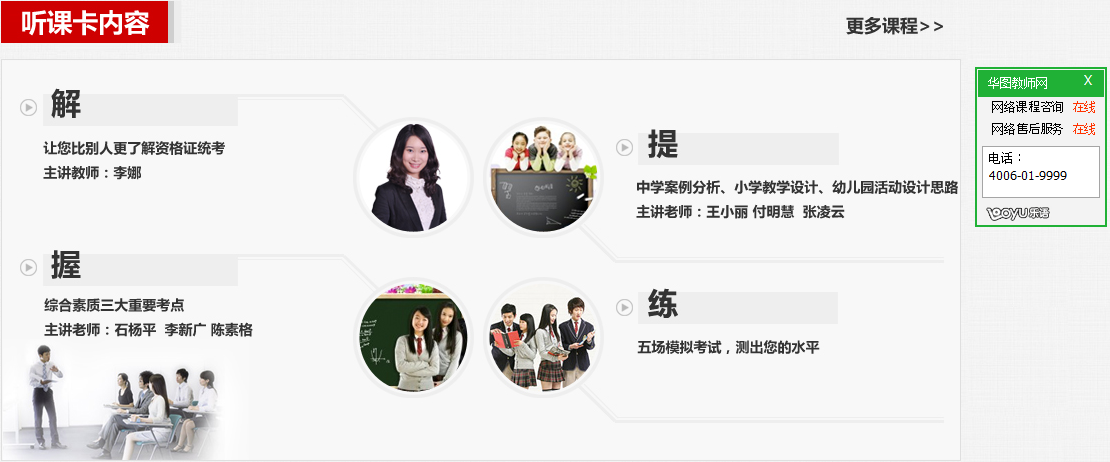 听课卡内容
更多课程>>
解
让您比别人更了解资格证统考
主讲教师：李娜
提
中学案例分析、小学教学设计、幼儿园活动设计思路
主讲老师：王小丽 付明慧 张凌云
握
综合素质三大重要考点
主讲老师：石杨平 李新广 陈素格
练
五场模拟考试，测出您的水平
华图教师网 X
网络课程咨询 在线
网络售后服务 在线
电话：
4006-01-9999
LOOYU乐语